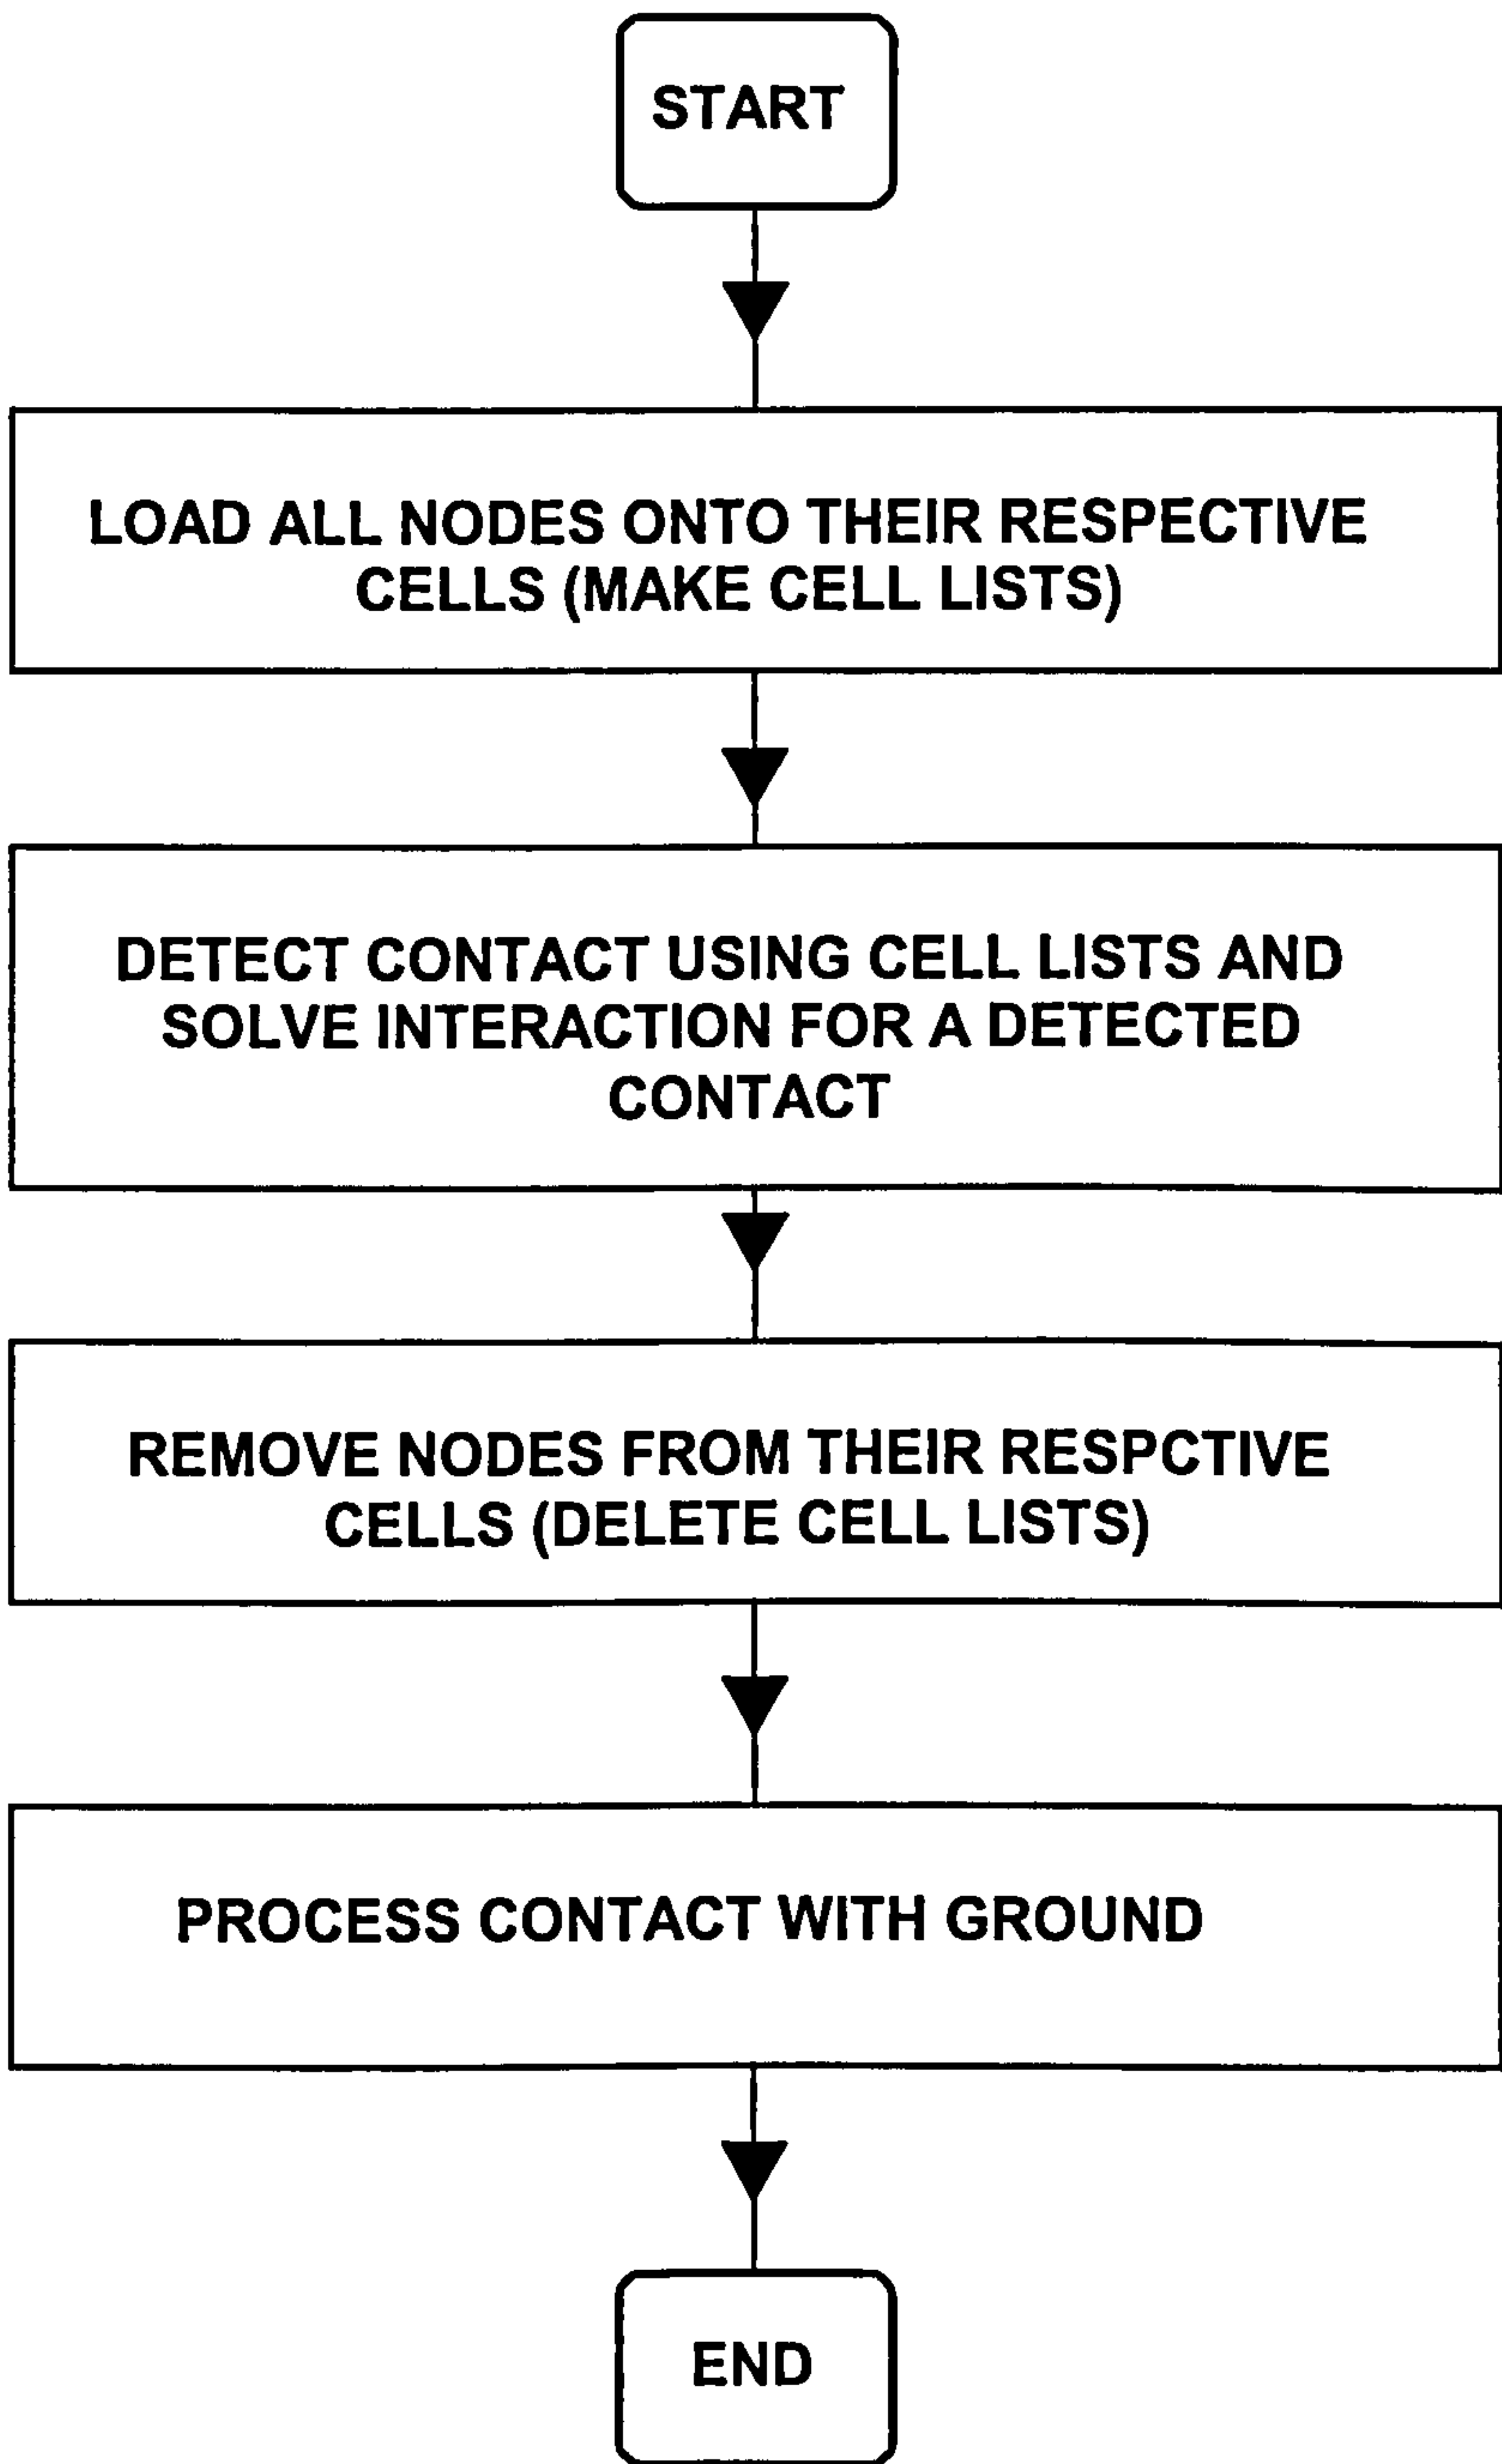 START
LOAD ALL NODES ONTO THEIR RESPECTIVE
CELLS (MAKE CELL LISTS)
DETECT CONTACT USING CELL LISTS AND
SOLVE INTERACTION FOR A DETECTED
CONTACT
REMOVE NODES FROM THEIR RESPCTIVE
CELLS (DELETE CELL LISTS)
PROCESS CONTACT WITH GROUND
END